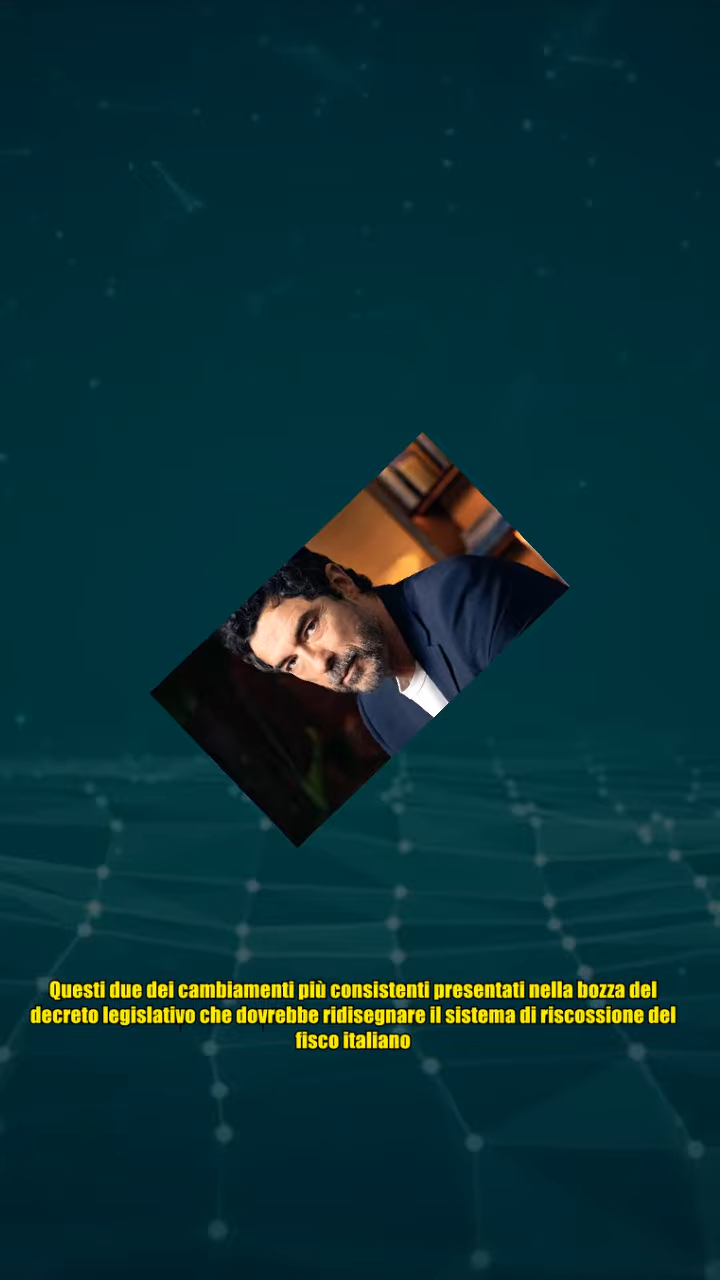 Questi due dei cambiamenti più consistenti presentati nella bozza del
decreto legislativo che dovrebbe ridisegnare il sistema di riscossione del
fisco italiano